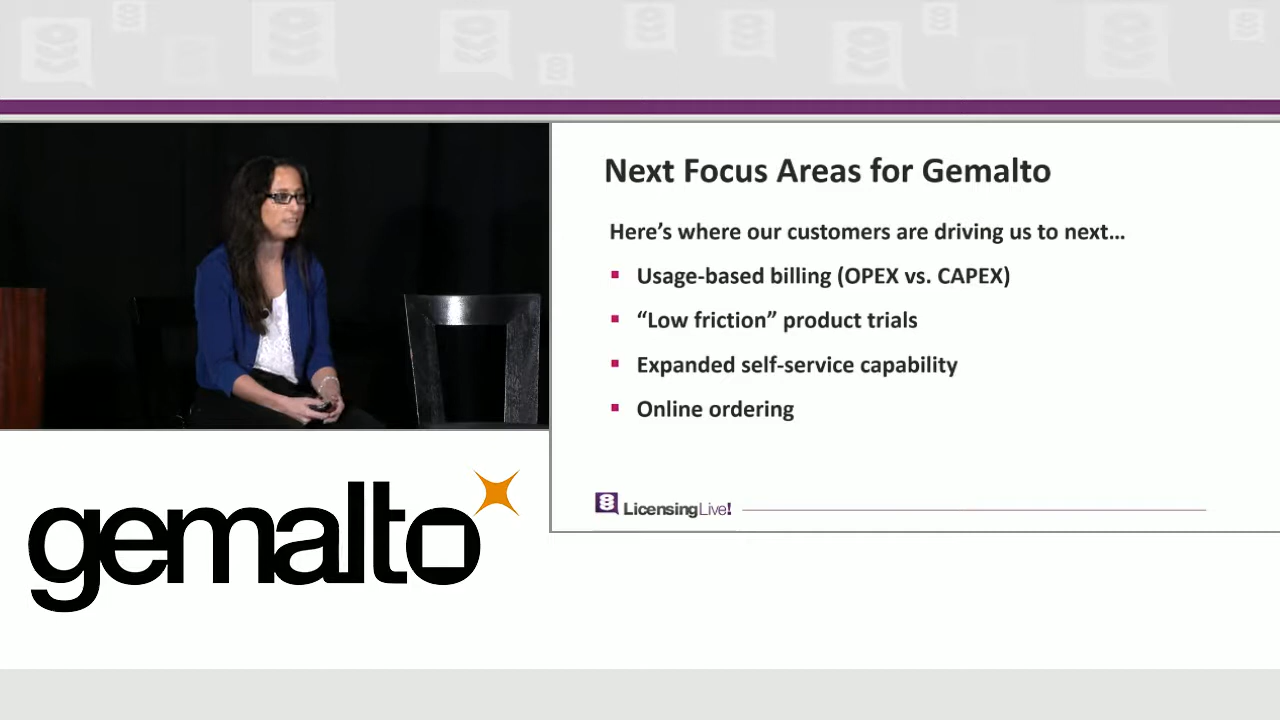 Next Focus Areas for Gemalto
Here's where our customers are driving us to next...
Usage-based billing (OPEX vs. CAPEX)
“Low friction” product trials
Expanded self-service capability
Online ordering
LicensingLive!
gemalto